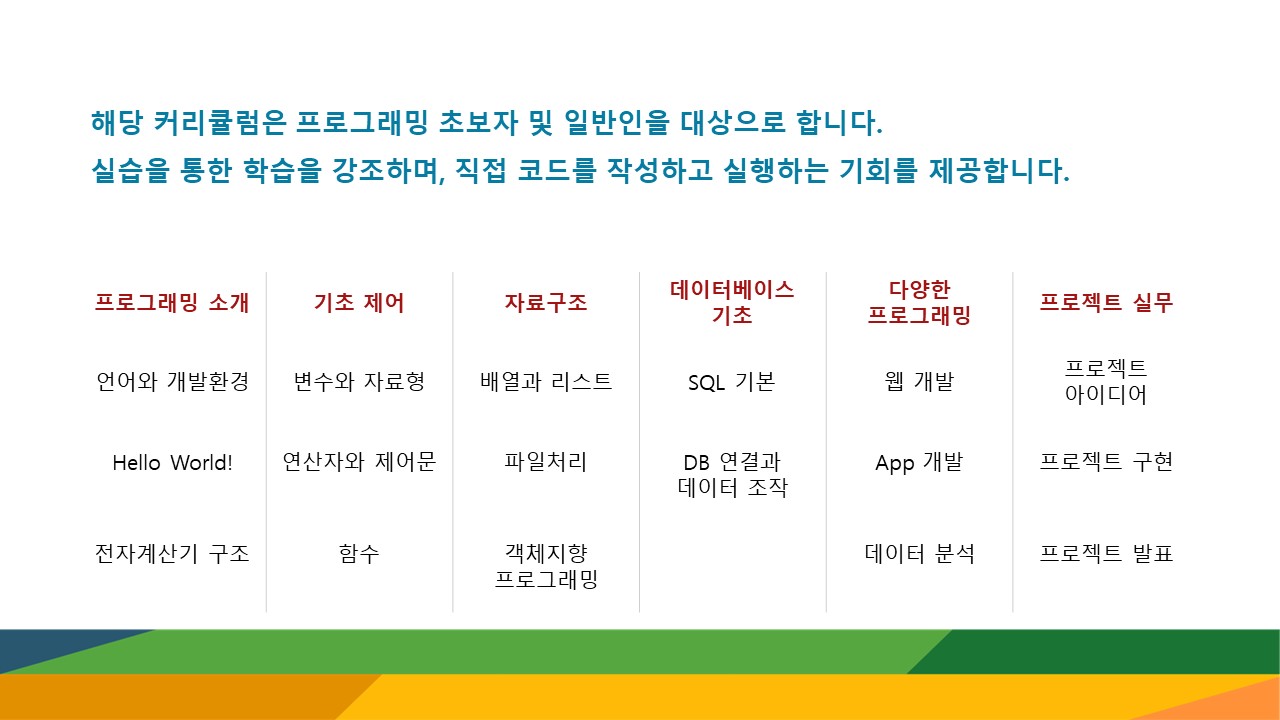 해당 커리큘럼은 프로그래밍 초보자 및 일반인을 대상으로 합니다.
실습을 통한 학습을 강조하며, 직접 코드를 작성하고 실행하는 기회를 제공합니다.
프로그래밍 소개
언어와 개발환경
Hello World!
전자계산기 구조
기초 제어
변수와 자료형
연산자와 제어문
함수
자료구조
배열과 리스트
파일처리
객체지향
프로그래밍
데이터베이스
기초
SQL 기본
DB 연결과
데이터 조작
다양한
프로그래밍
웹 개발
App 개발
데이터 분석
프로젝트 실무
프로젝트
아이디어
프로젝트 구현
프로젝트 발표